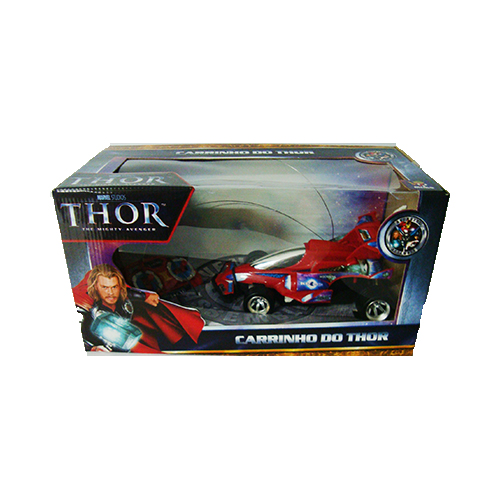 CARRINHO DO THOR
THOR
MARVEL STUDIOS
THOR
THE MIGHTY AVENGER
CARRINHO DO THOR